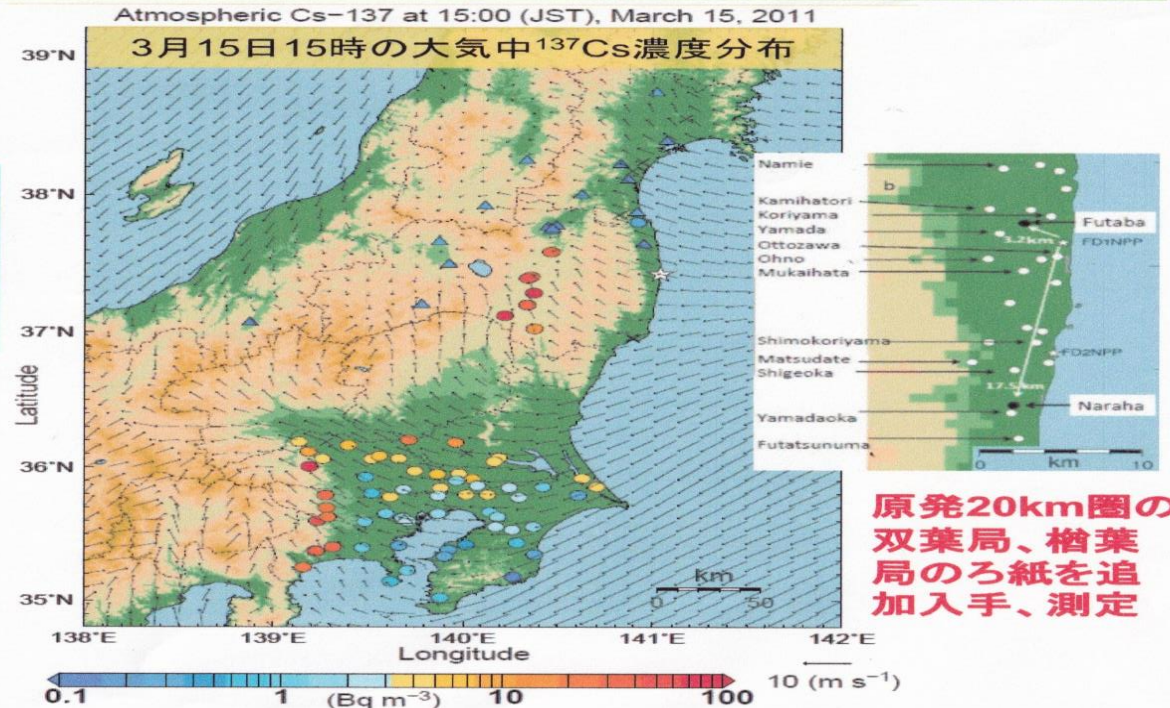 Atmospheric Cs-137 at 15:00 (JST), March 15, 2011
3月15日15時の大気中¹³⁷Cs濃度分布
39°N
38°N
37°N
36°N
35°N
Latitude
138°E
139°E
140°E
141°E
142°E
Longitude
km
0 50
0.1
1
(Bq m⁻³)
10
100
10 (m s⁻¹)
b
Namie
Kamihatori
Koriyama
Yamada
Ottozawa
Ohno
Mukaihata
Shimokoriyama
Matsudate
Shigeoka
Yamadaoka
Futatsunuma
Futaba
3.2km
FD1NPP
FD2NPP
17.5km
Naraha
0 10
km
原発20km圏の
双葉局、楢葉
局のろ紙を追
加入手、測定